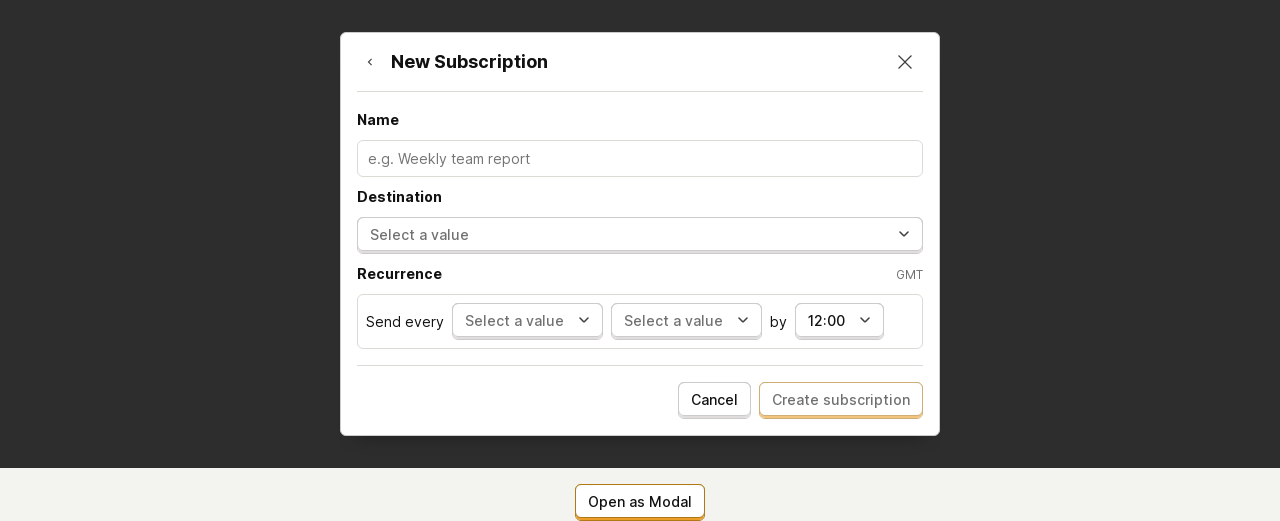 New Subscription
Name
e.g. Weekly team report
Destination
Select a value
Recurrence GMT
Send every Select a value Select a value by 12:00
Cancel Create subscription
Open as Modal